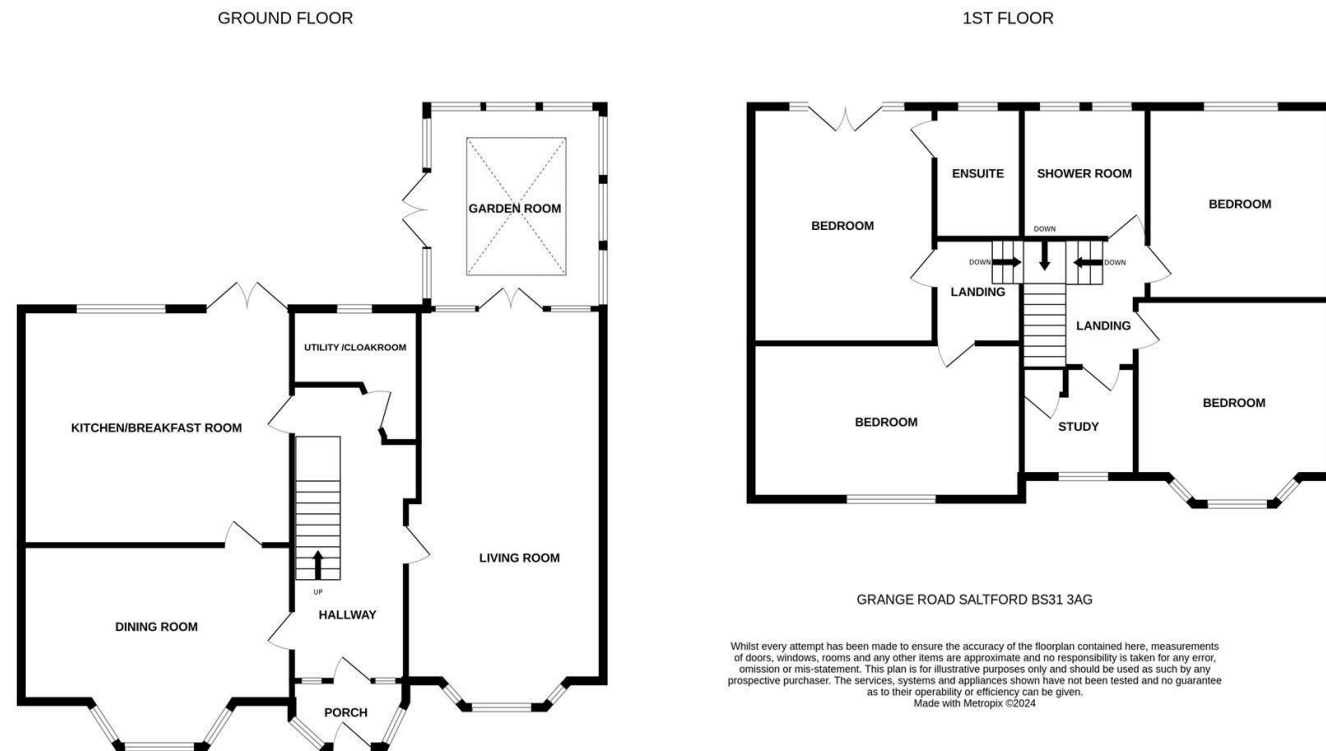 GROUND FLOOR
GARDEN ROOM
UTILITY /CLOAKROOM
KITCHEN/BREAKFAST ROOM
LIVING ROOM
UP
HALLWAY
DINING ROOM
PORCH
1ST FLOOR
ENSUITE
SHOWER ROOM
BEDROOM
BEDROOM
DOWN
DOWN
DOWN
LANDING
LANDING
BEDROOM
BEDROOM
STUDY
GRANGE ROAD SALTFORD BS31 3AG
Whilst every attempt has been made to ensure the accuracy of the floorplan contained here, measurements
of doors, windows, rooms and any other items are approximate and no responsibility is taken for any error,
omission or mis-statement. This plan is for illustrative purposes only and should be used as such by any
prospective purchaser. The services, systems and appliances shown have not been tested and no guarantee
as to their operability or efficiency can be given.
Made with Metropix ©2024